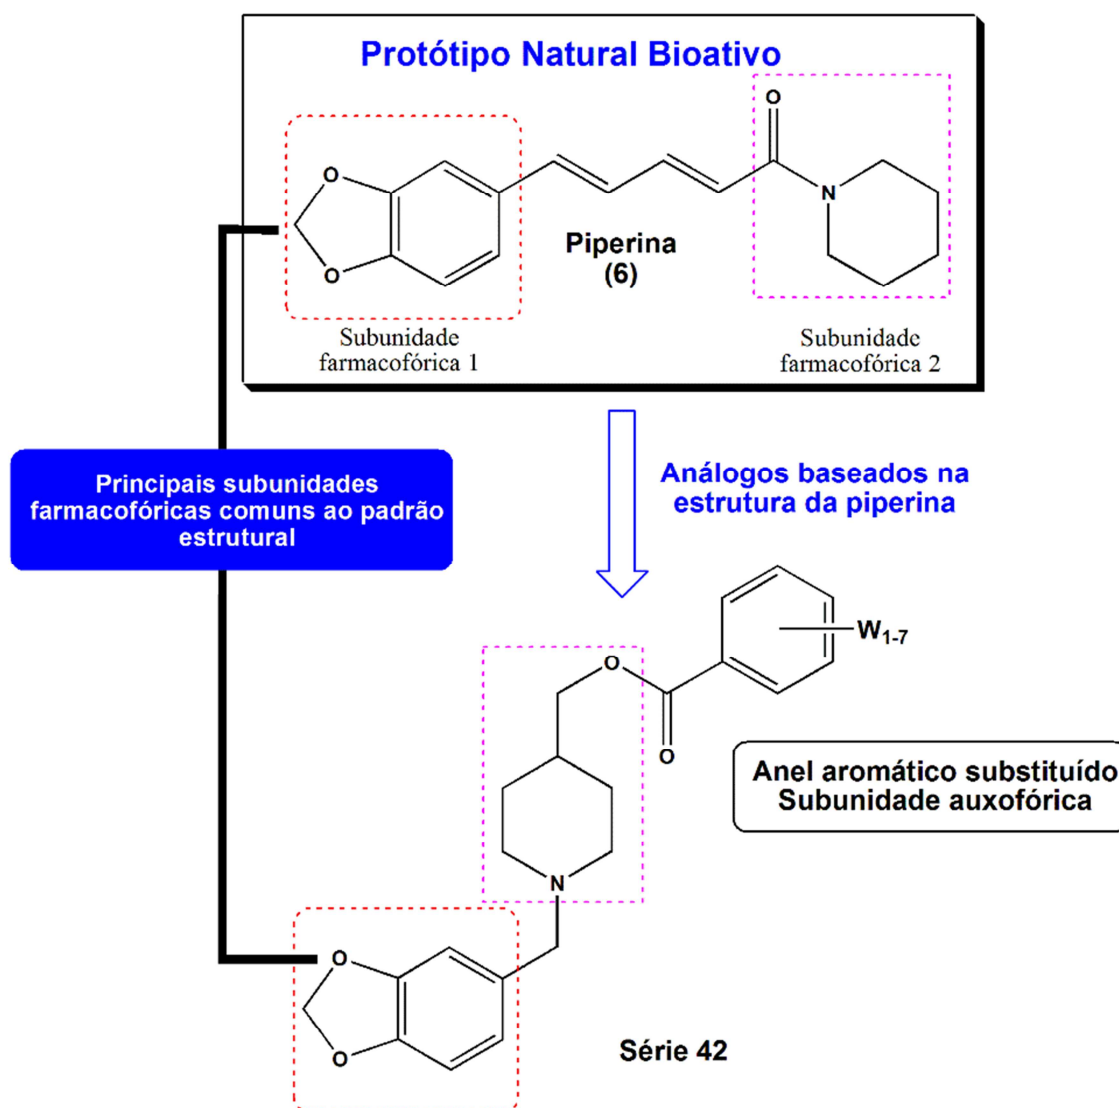 Protótipo Natural Bioativo
O
O
O
N
Piperina
(6)
Subunidade
farmacofórica 1
Subunidade
farmacofórica 2
Principais subunidades
farmacofóricas comuns ao padrão
estrutural
Análogos baseados na
estrutura da piperina
W1-7
O
O
Anel aromático substituído
Subunidade auxofórica
N
O
O
Série 42